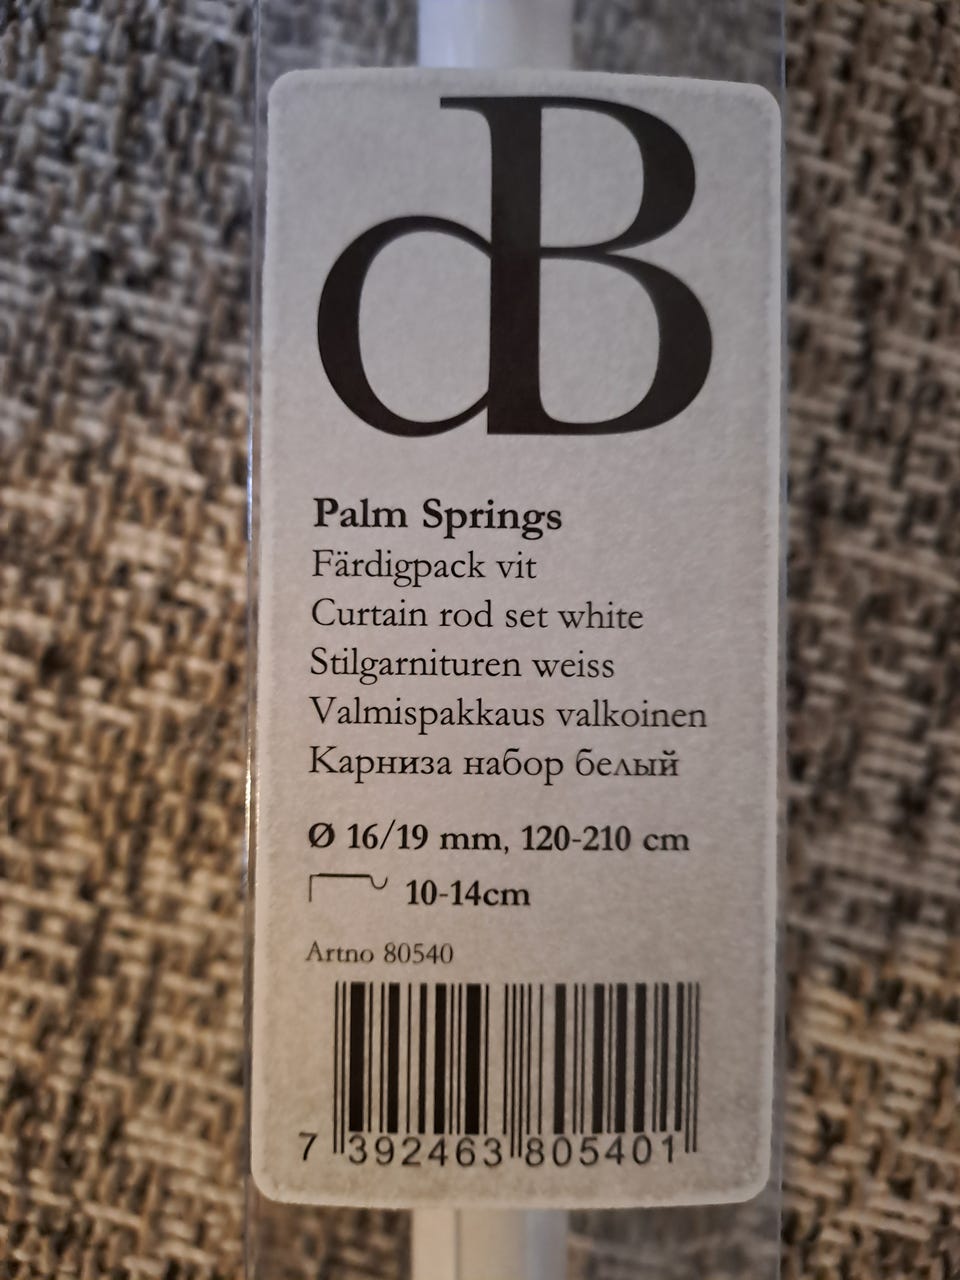 dB
Palm Springs
Färdigpack vit
Curtain rod set white
Stilgarnituren weiss
Valmispakkaus valkoinen
Карниза набор белый
Ø 16/19 mm, 120-210 cm
10-14cm
Artno 80540
7 392463 805401